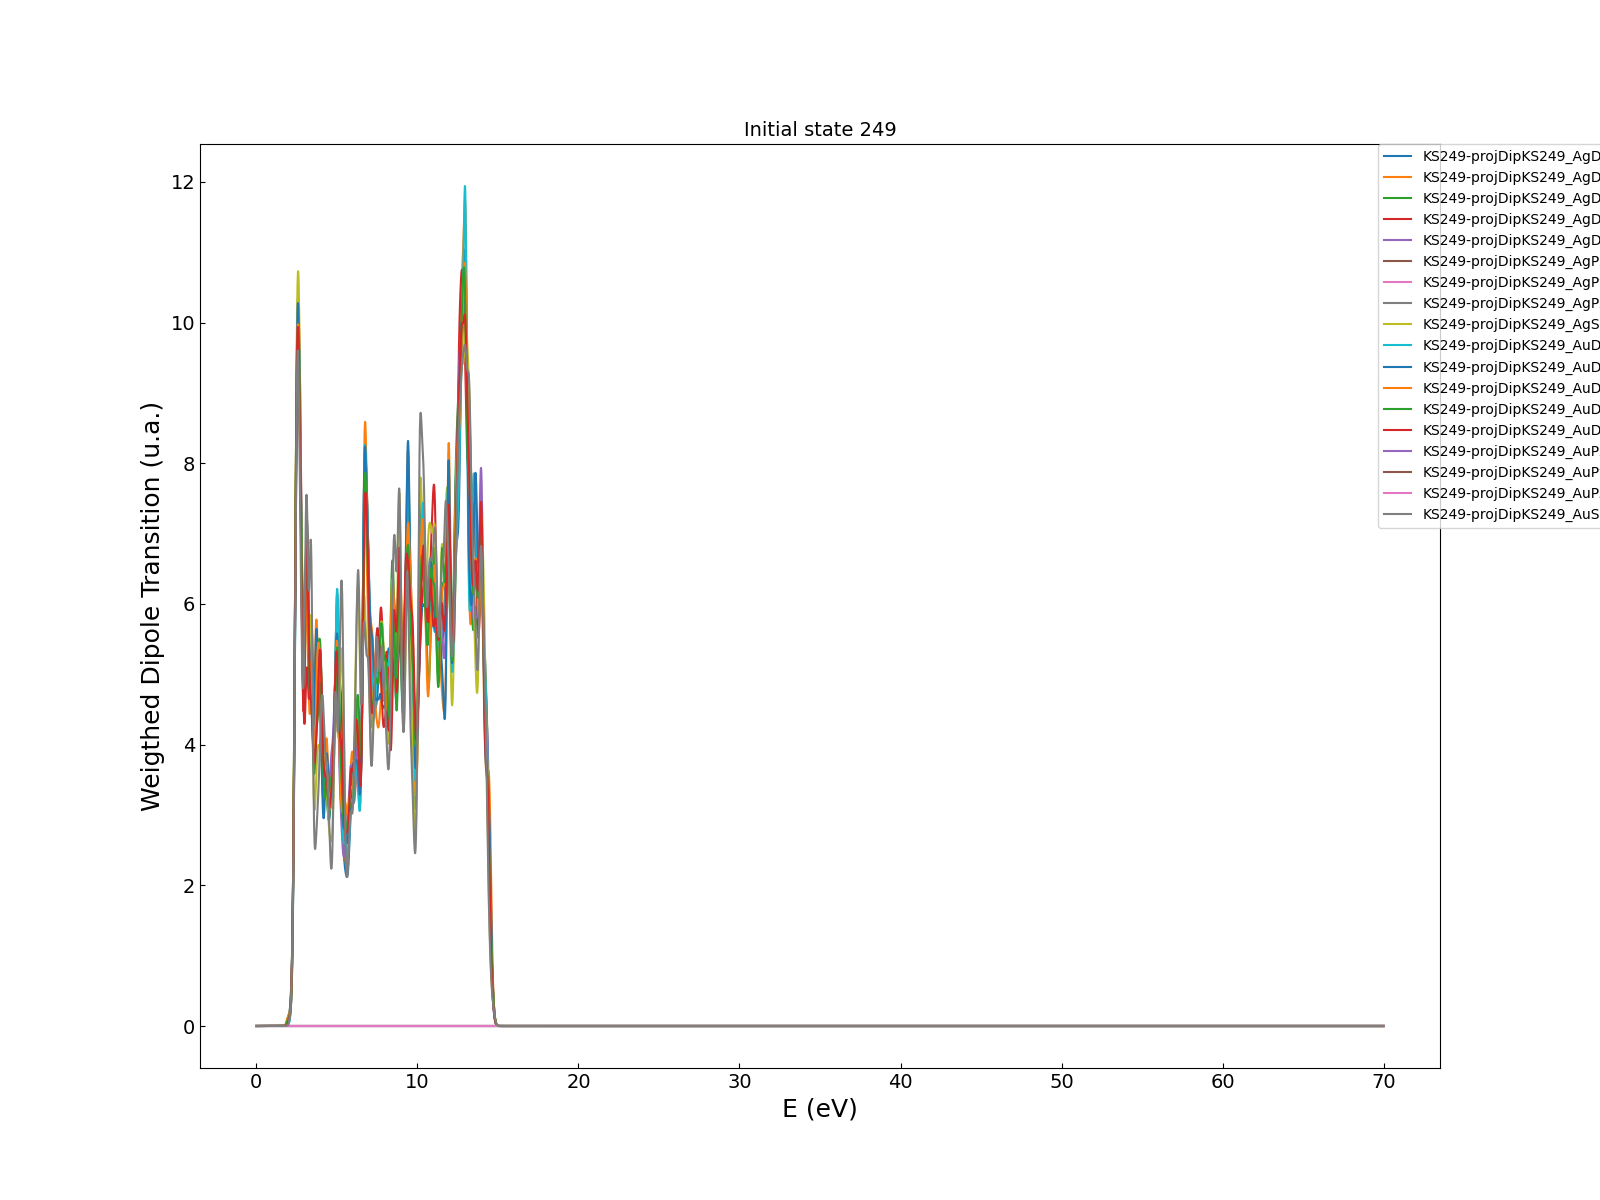 Initial state 249
12
10
8
6
4
2
0
Weigthed Dipole Transition (u.a.)
0 10 20 30 40 50 60 70
E (eV)
KS249-projDipKS249_AgD
KS249-projDipKS249_AgD
KS249-projDipKS249_AgD
KS249-projDipKS249_AgD
KS249-projDipKS249_AgD
KS249-projDipKS249_AgP
KS249-projDipKS249_AgP
KS249-projDipKS249_AgP
KS249-projDipKS249_AgS
KS249-projDipKS249_AuD
KS249-projDipKS249_AuD
KS249-projDipKS249_AuD
KS249-projDipKS249_AuD
KS249-projDipKS249_AuD
KS249-projDipKS249_AuP
KS249-projDipKS249_AuP
KS249-projDipKS249_AuP
KS249-projDipKS249_AuS